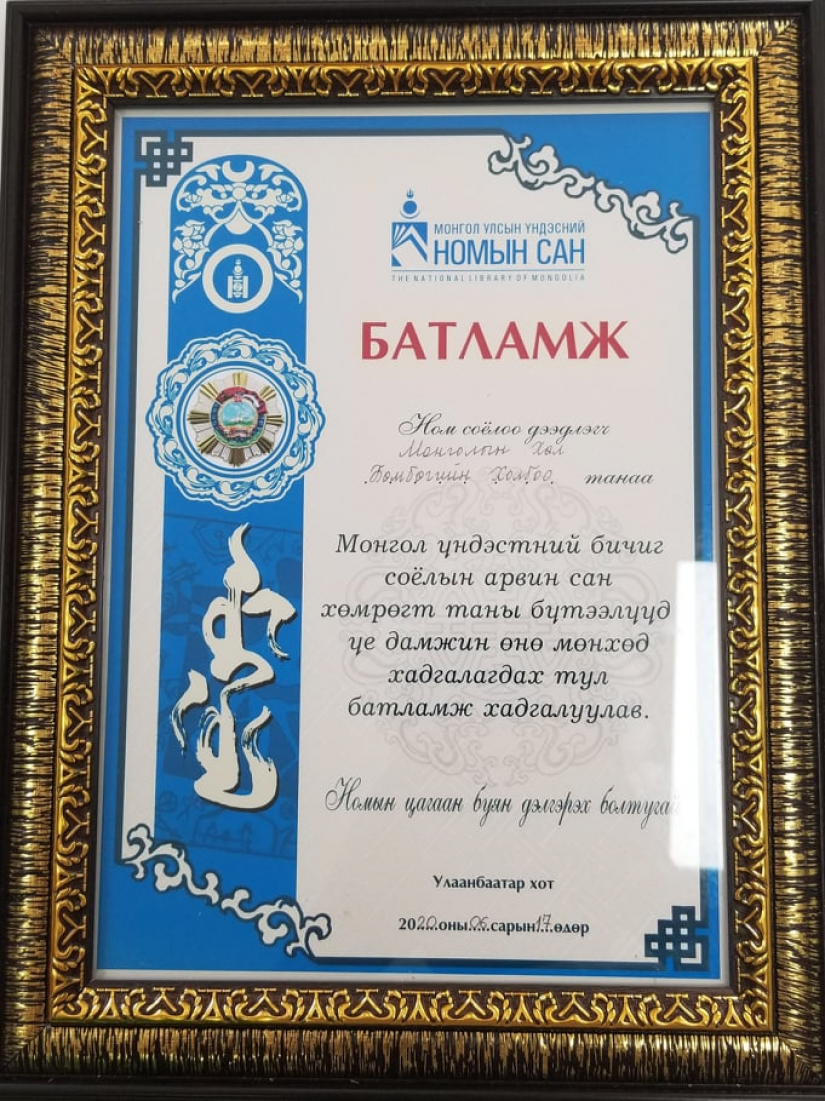 МОНГОЛ УЛСЫН ҮНДЭСНИЙ
НОМЫН САН
THE NATIONAL LIBRARY OF MONGOLIA
БАТЛАМЖ
Ном соёлоо дээдлэгч
Монголын Хөл
Бөмбөгийн Холбоо танаа
Монгол үндэстний бичиг
соёлын арвин сан
хөмрөгт таны бүтээлүүд
үе дамжин өнө мөнхөд
хадгалагдах тул
батламж хадгалуулав.
Номын цагаан буян дэлгэрэх болтугай
Улаанбаатар хот
2020 оны 06 сарын 17 өдөр